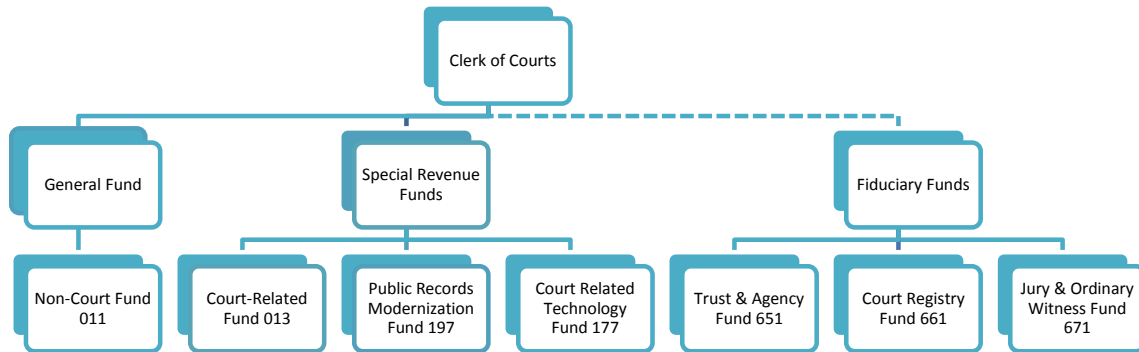 Clerk of Courts
General Fund
Special Revenue
Funds
Fiduciary Funds
Non-Court Fund
011
Court-Related
Fund 013
Public Records
Modernization
Fund 197
Court Related
Technology
Fund 177
Trust & Agency
Fund 651
Court Registry
Fund 661
Jury & Ordinary
Witness Fund
671